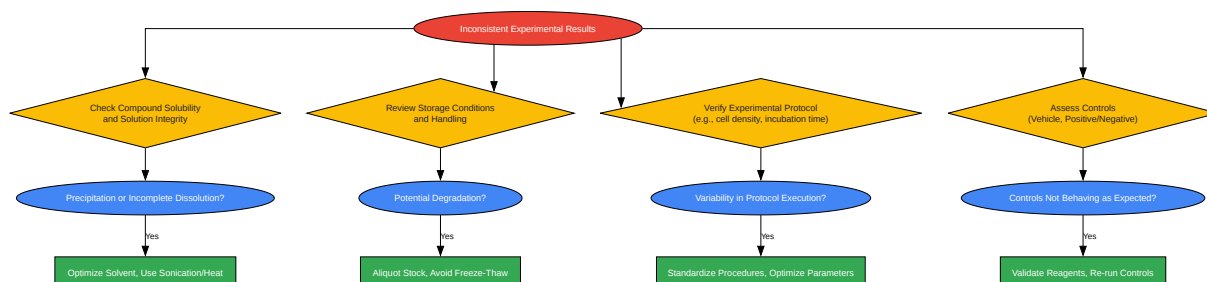 Inconsistent Experimental Results
Check Compound Solubility
and Solution Integrity
Review Storage Conditions
and Handling
Verify Experimental Protocol
(e.g., cell density, incubation time)
Assess Controls
(Vehicle, Positive/Negative)
Precipitation or Incomplete Dissolution?
Potential Degradation?
Variability in Protocol Execution?
Controls Not Behaving as Expected?
Yes
Yes
Yes
Yes
Optimize Solvent, Use Sonication/Heat
Aliquot Stock, Avoid Freeze-Thaw
Standardize Procedures, Optimize Parameters
Validate Reagents, Re-run Controls